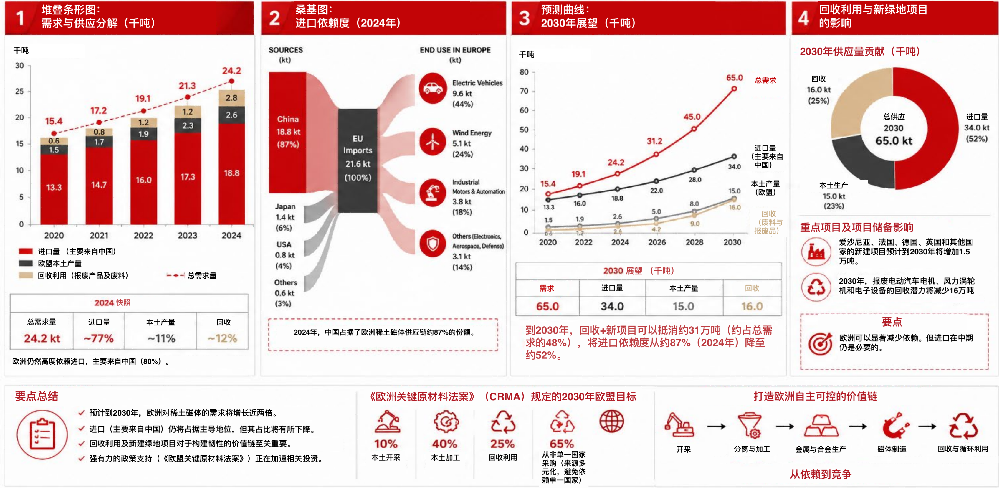 1
堆叠条形图：
需求与供应分解（千吨）
千吨
30
25
20
15
10
5
0
15.4
17.2
19.1
21.3
24.2
0.6
1.5
13.3
0.8
1.7
14.7
1.2
1.9
16.0
1.2
2.3
17.3
2.8
2.6
18.8
2020 2021 2022 2023 2024
进口量 （主要来自中国）
欧盟本土产量
回收利用（报废产品及废料）
总需求量
2024 快照
总需求量 进口量 本土产量 回收
24.2 kt ~77% ~11% ~12%
欧洲仍然高度依赖进口，主要来自中国（80%）。
2
桑基图：
进口依赖度（2024年）
SOURCES
(kt)
END USE IN EUROPE
(kt)
China
18.8 kt
(87%)
Japan
1.4 kt
(6%)
USA
0.8 kt
(4%)
Others
0.6 kt
(3%)
EU
Imports
21.6 kt
(100%)
Electric Vehicles
9.6 kt
(44%)
Wind Energy
5.1 kt
(24%)
Industrial
Motors & Automation
3.8 kt
(18%)
Others (Electronics,
Aerospace, Defense)
3.1 kt
(14%)
2024年，中国占据了欧洲稀土磁体供应链约87%的份额。
3
预测曲线：
2030年展望（千吨）
千吨
80
70
60
50
40
30
20
10
0
15.4
19.1
24.2
31.2
45.0
65.0
总需求
13.3
16.0
18.8
22.0
28.0
34.0
进口量
（主要来自
中国）
1.5
1.9
2.6
5.0
8.0
15.0
本土产量
（欧盟）
0.6
1.2
2.8
4.2
9.0
16.0
回收
（废料与
报废品）
2020 2022 2024 2026 2028 2030
2030 展望 （千吨）
需求 进口量 本土产量 回收
65.0 34.0 15.0 16.0
到2030年，回收+新项目可以抵消约31万吨（约占总需
求的48%），将进口依赖度从约87%（2024年）降至
约52%。
4
回收利用与新绿地项目
的影响
2030年供应量贡献（千吨）
回收
16.0 kt
(25%)
总供应
2030
65.0 kt
进口量
34.0 kt
(52%)
本土生产
15.0 kt
(23%)
重点项目及项目储备影响
爱沙尼亚、法国、德国、英国和其他国
家的新建项目预计到2030年将增加1.5
万吨。
2030年，报废电动汽车电机、风力涡轮
机和电子设备的回收潜力将减少16万吨
要点
欧洲可以显著减少依赖。但进口在中期
仍是必要的。
要点总结
预计到2030年，欧洲对稀土磁体的需求将增长近两倍。
进口（主要来自中国）仍将占据主导地位，但其占比将有所下降。
回收利用及新建绿地项目对于构建韧性的价值链至关重要。
强有力的政策支持（《欧盟关键原材料法案》）正在加速相关投资。
《欧洲关键原材料法案》（CRMA）规定的2030年欧盟目标
10%
本土开采
40%
本土加工
25%
回收利用
65%
从非单一国家
采购（来源多
元化，避免依
赖单一国家）
打造欧洲自主可控的价值链
开采
分离与加工
金属与合金生产
磁体制造
回收与循环利用
从依赖到竞争